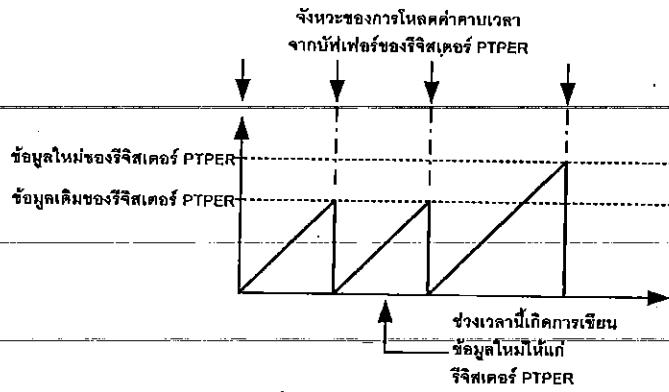 จังหวะของการโหลดค่าคาบเวลา
จากบัฟเฟอร์ของรีจิสเตอร์ PTPER
ข้อมูลใหม่ของรีจิสเตอร์ PTPER
ข้อมูลเดิมของรีจิสเตอร์ PTPER
ช่วงเวลานี้เกิดการเขียน
ข้อมูลใหม่ให้แก่
รีจิสเตอร์ PTPER